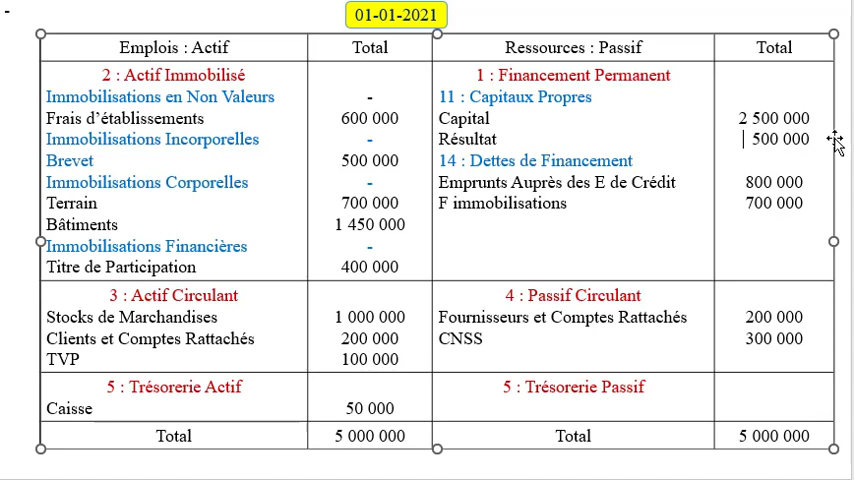 -
01-01-2021
Emplois : Actif Total Ressources : Passif Total
2 : Actif Immobilisé 1 : Financement Permanent
Immobilisations en Non Valeurs - 11 : Capitaux Propres
Frais d’établissements 600 000 Capital 2 500 000
Immobilisations Incorporelles - Résultat 500 000
Brevet 500 000 14 : Dettes de Financement
Immobilisations Corporelles - Emprunts Auprès des E de Crédit 800 000
Terrain 700 000 F immobilisations 700 000
Bâtiments 1 450 000
Immobilisations Financières -
Titre de Participation 400 000
3 : Actif Circulant 4 : Passif Circulant
Stocks de Marchandises 1 000 000 Fournisseurs et Comptes Rattachés 200 000
Clients et Comptes Rattachés 200 000 CNSS 300 000
TVP 100 000
5 : Trésorerie Actif 5 : Trésorerie Passif
Caisse 50 000
Total 5 000 000 Total 5 000 000